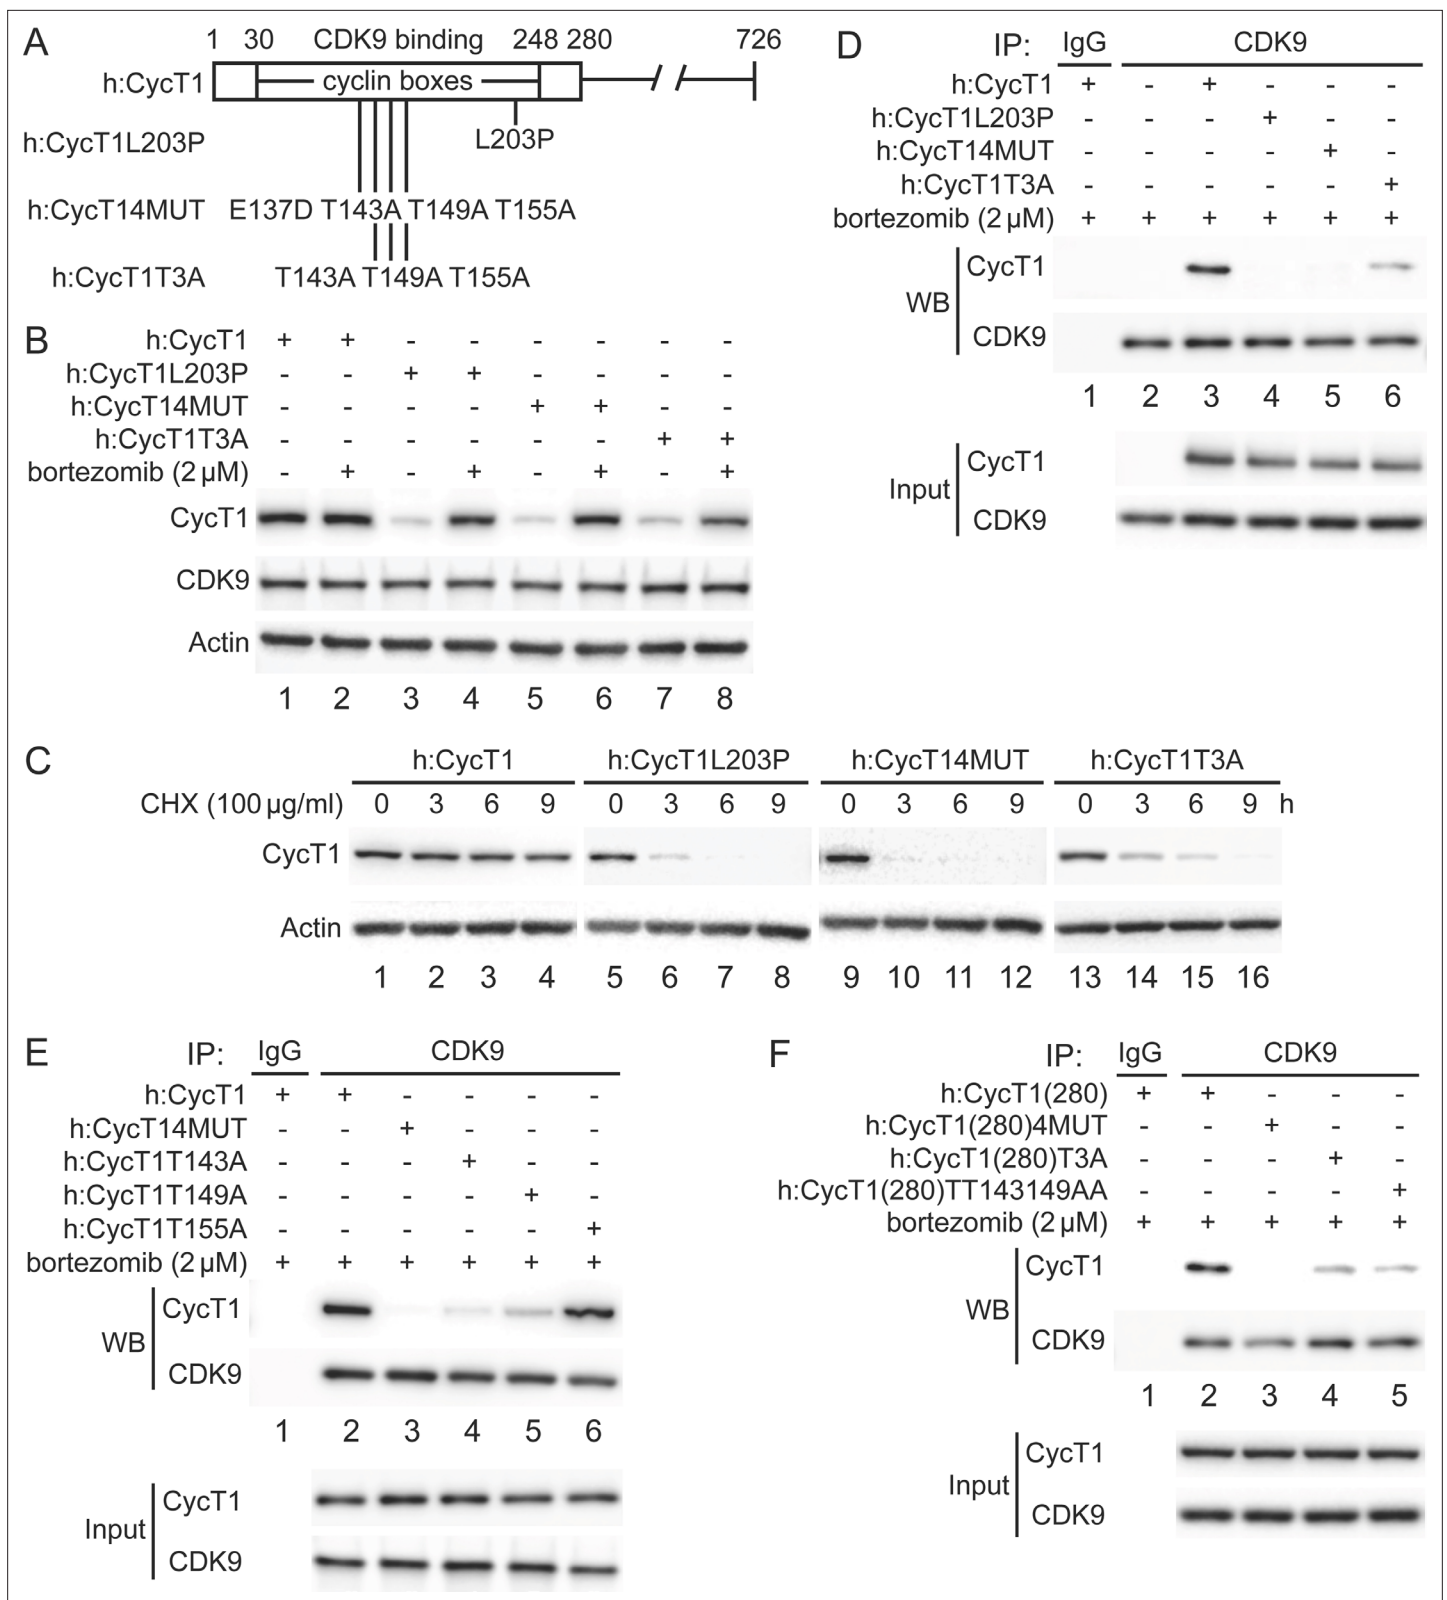 A
1 30 CDK9 binding 248 280 726
h:CycT1 cyclin boxes
h:CycT1L203P L203P
h:CycT14MUT E137D T143A T149A T155A
h:CycT1T3A T143A T149A T155A
B
h:CycT1 + + - - - - - -
h:CycT1L203P - - + + - - - -
h:CycT14MUT - - - - + + - -
h:CycT1T3A - - - - - - + +
bortezomib (2 µM) - + - + - + - +
CycT1
CDK9
Actin
1 2 3 4 5 6 7 8
C
h:CycT1 h:CycT1L203P h:CycT14MUT h:CycT1T3A
CHX (100 µg/ml) 0 3 6 9 0 3 6 9 0 3 6 9 0 3 6 9 h
CycT1
Actin
1 2 3 4 5 6 7 8 9 10 11 12 13 14 15 16
D
IP: IgG CDK9
h:CycT1 + - + - - -
h:CycT1L203P - - - + - -
h:CycT14MUT - - - - + -
h:CycT1T3A - - - - - +
bortezomib (2 µM) + + + + + +
WB
CycT1
CDK9
1 2 3 4 5 6
Input
CycT1
CDK9
E
IP: IgG CDK9
h:CycT1 + + - - - -
h:CycT14MUT - - + - - -
h:CycT1T143A - - - + - -
h:CycT1T149A - - - - + -
h:CycT1T155A - - - - - +
bortezomib (2 µM) + + + + + +
WB
CycT1
CDK9
1 2 3 4 5 6
Input
CycT1
CDK9
F
IP: IgG CDK9
h:CycT1(280) + + - - -
h:CycT1(280)4MUT - - + - -
h:CycT1(280)T3A - - - + -
h:CycT1(280)TT143149AA - - - - +
bortezomib (2 µM) + + + + +
WB
CycT1
CDK9
1 2 3 4 5
Input
CycT1
CDK9